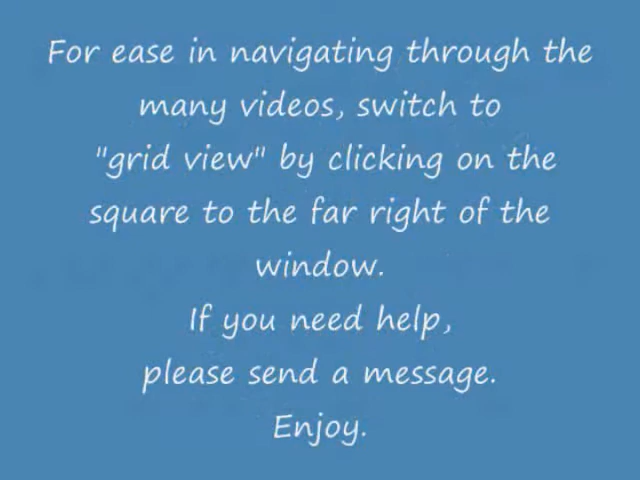 For ease in navigating through the
many videos, switch to
"grid view" by clicking on the
square to the far right of the
window.
If you need help,
please send a message.
Enjoy.